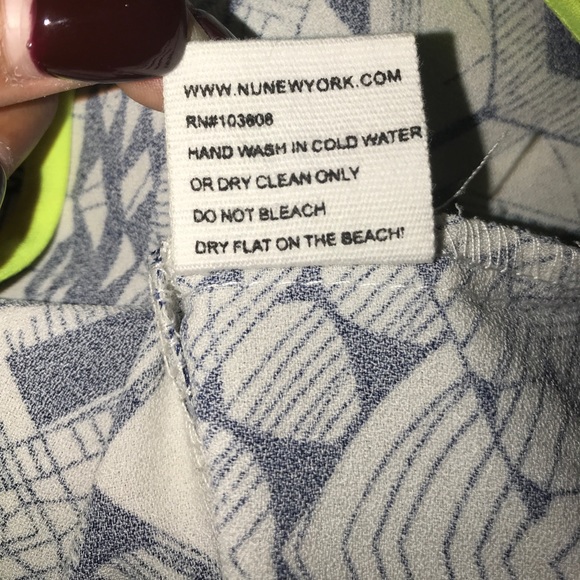 WWW.NUNEWYORK.COM
RN#103608
HAND WASH IN COLD WATER
OR DRY CLEAN ONLY
DO NOT BLEACH
DRY FLAT ON THE BEACH!